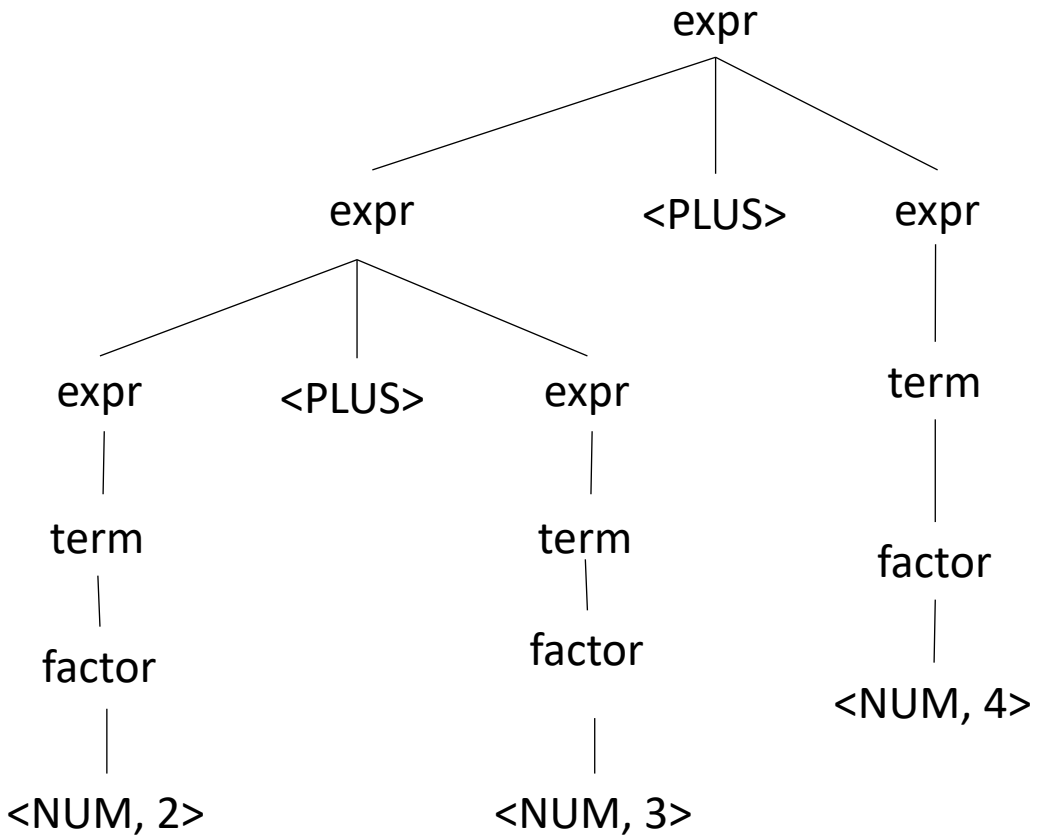 expr
expr <PLUS> expr
expr <PLUS> expr term
term term factor
factor factor <NUM, 4>
<NUM, 2> <NUM, 3>